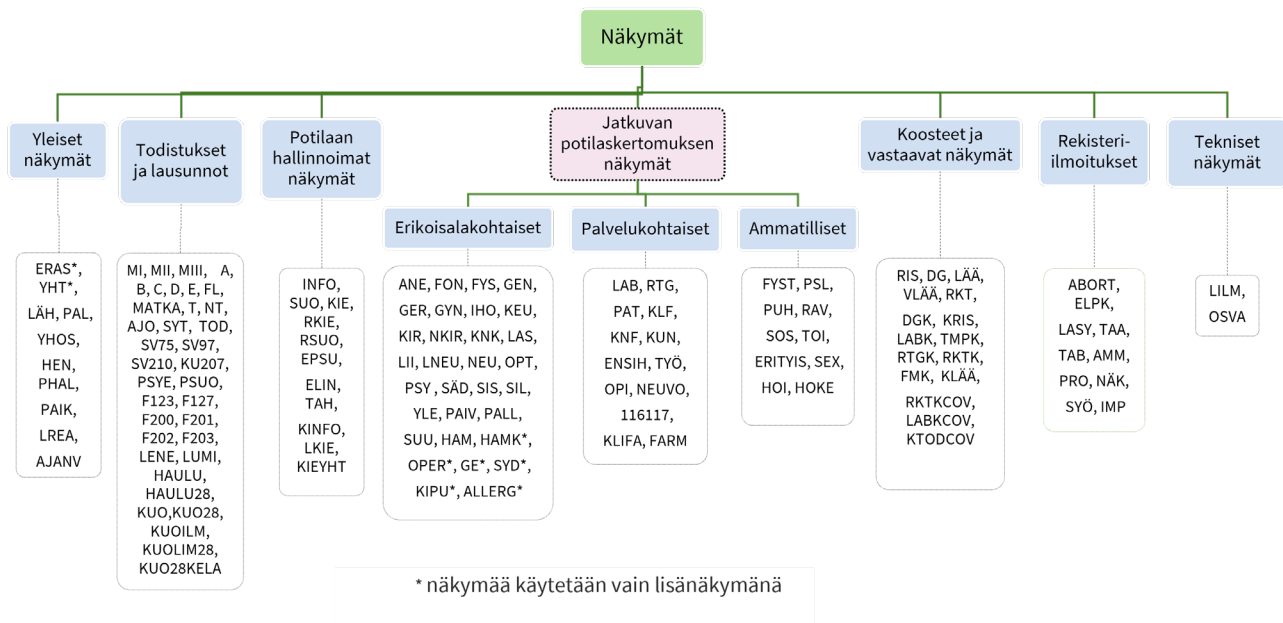 Näkymät
Yleiset
näkymät
ERAS*,
YHT*,
LÄH, PAL,
YHOS,
HEN,
PHAL,
PAIK,
LREA,
AJANV
Todistukset
ja lausunnot
MI, MII, MIII, A,
B, C, D, E, FL,
MATKA, T, NT,
AJO, SYT, TOD,
SV75, SV97,
SV210, KU207,
PSYE, PSUO,
F123, F127,
F200, F201,
F202, F203,
LENE, LUMI,
HAULU,
HAULU28,
KUO,KUO28,
KUOILM,
KUOLIM28,
KUO28KELA
Potilaan
hallinnoimat
näkymät
INFO,
SUO, KIE,
RKIE,
RSUO,
EPSU,
ELIN,
TAH,
KINFO,
LKIE,
KIEYHT
Jatkuvan
potilaskertomuksen
näkymät
Erikoisalakohtaiset
ANE, FON, FYS, GEN,
GER, GYN, IHO, KEU,
KIR, NKIR, KNK, LAS,
LII, LNEU, NEU, OPT,
PSY , SÄD, SIS, SIL,
YLE, PAIV, PALL,
SUU, HAM, HAMK*,
OPER*, GE*, SYD*,
KIPU*, ALLERG*
Palvelukohtaiset
LAB, RTG,
PAT, KLF,
KNF, KUN,
ENSIH, TYÖ,
OPI, NEUVO,
116117,
KLIFA, FARM
Ammatilliset
FYST, PSL,
PUH, RAV,
SOS, TOI,
ERITYIS, SEX,
HOI, HOKE
Koosteet ja
vastaavat näkymät
RIS, DG, LÄÄ,
VLÄÄ, RKT,
DGK, KRIS,
LABK, TMPK,
RTGK, RKTK,
FMK, KLÄÄ,
RKTKCOV,
LABKCOV,
KTODCOV
Rekisteri-
ilmoitukset
ABORT,
ELPK,
LASY, TAA,
TAB, AMM,
PRO, NÄK,
SYÖ, IMP
Tekniset
näkymät
LILM,
OSVA
* näkymää käytetään vain lisänäkymänä